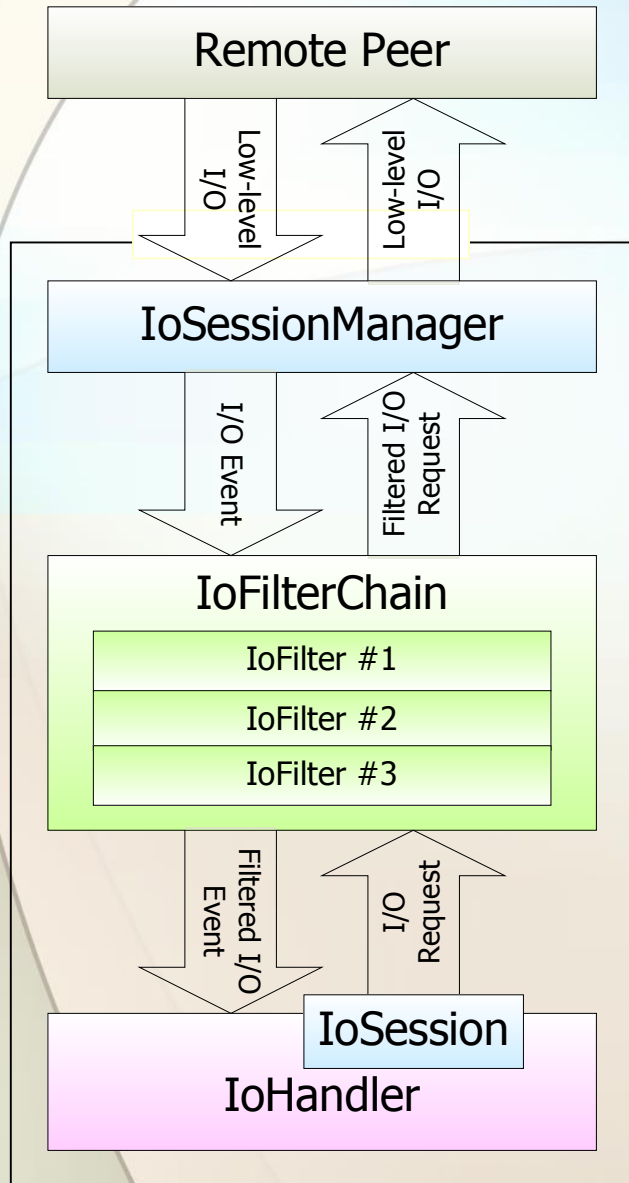 Remote Peer
Low-level
I/O
Low-level
I/O
IoSessionManager
I/O Event
Filtered I/O
Request
IoFilterChain
IoFilter #1
IoFilter #2
IoFilter #3
Filtered I/O
Event
I/O
Request
IoSession
IoHandler